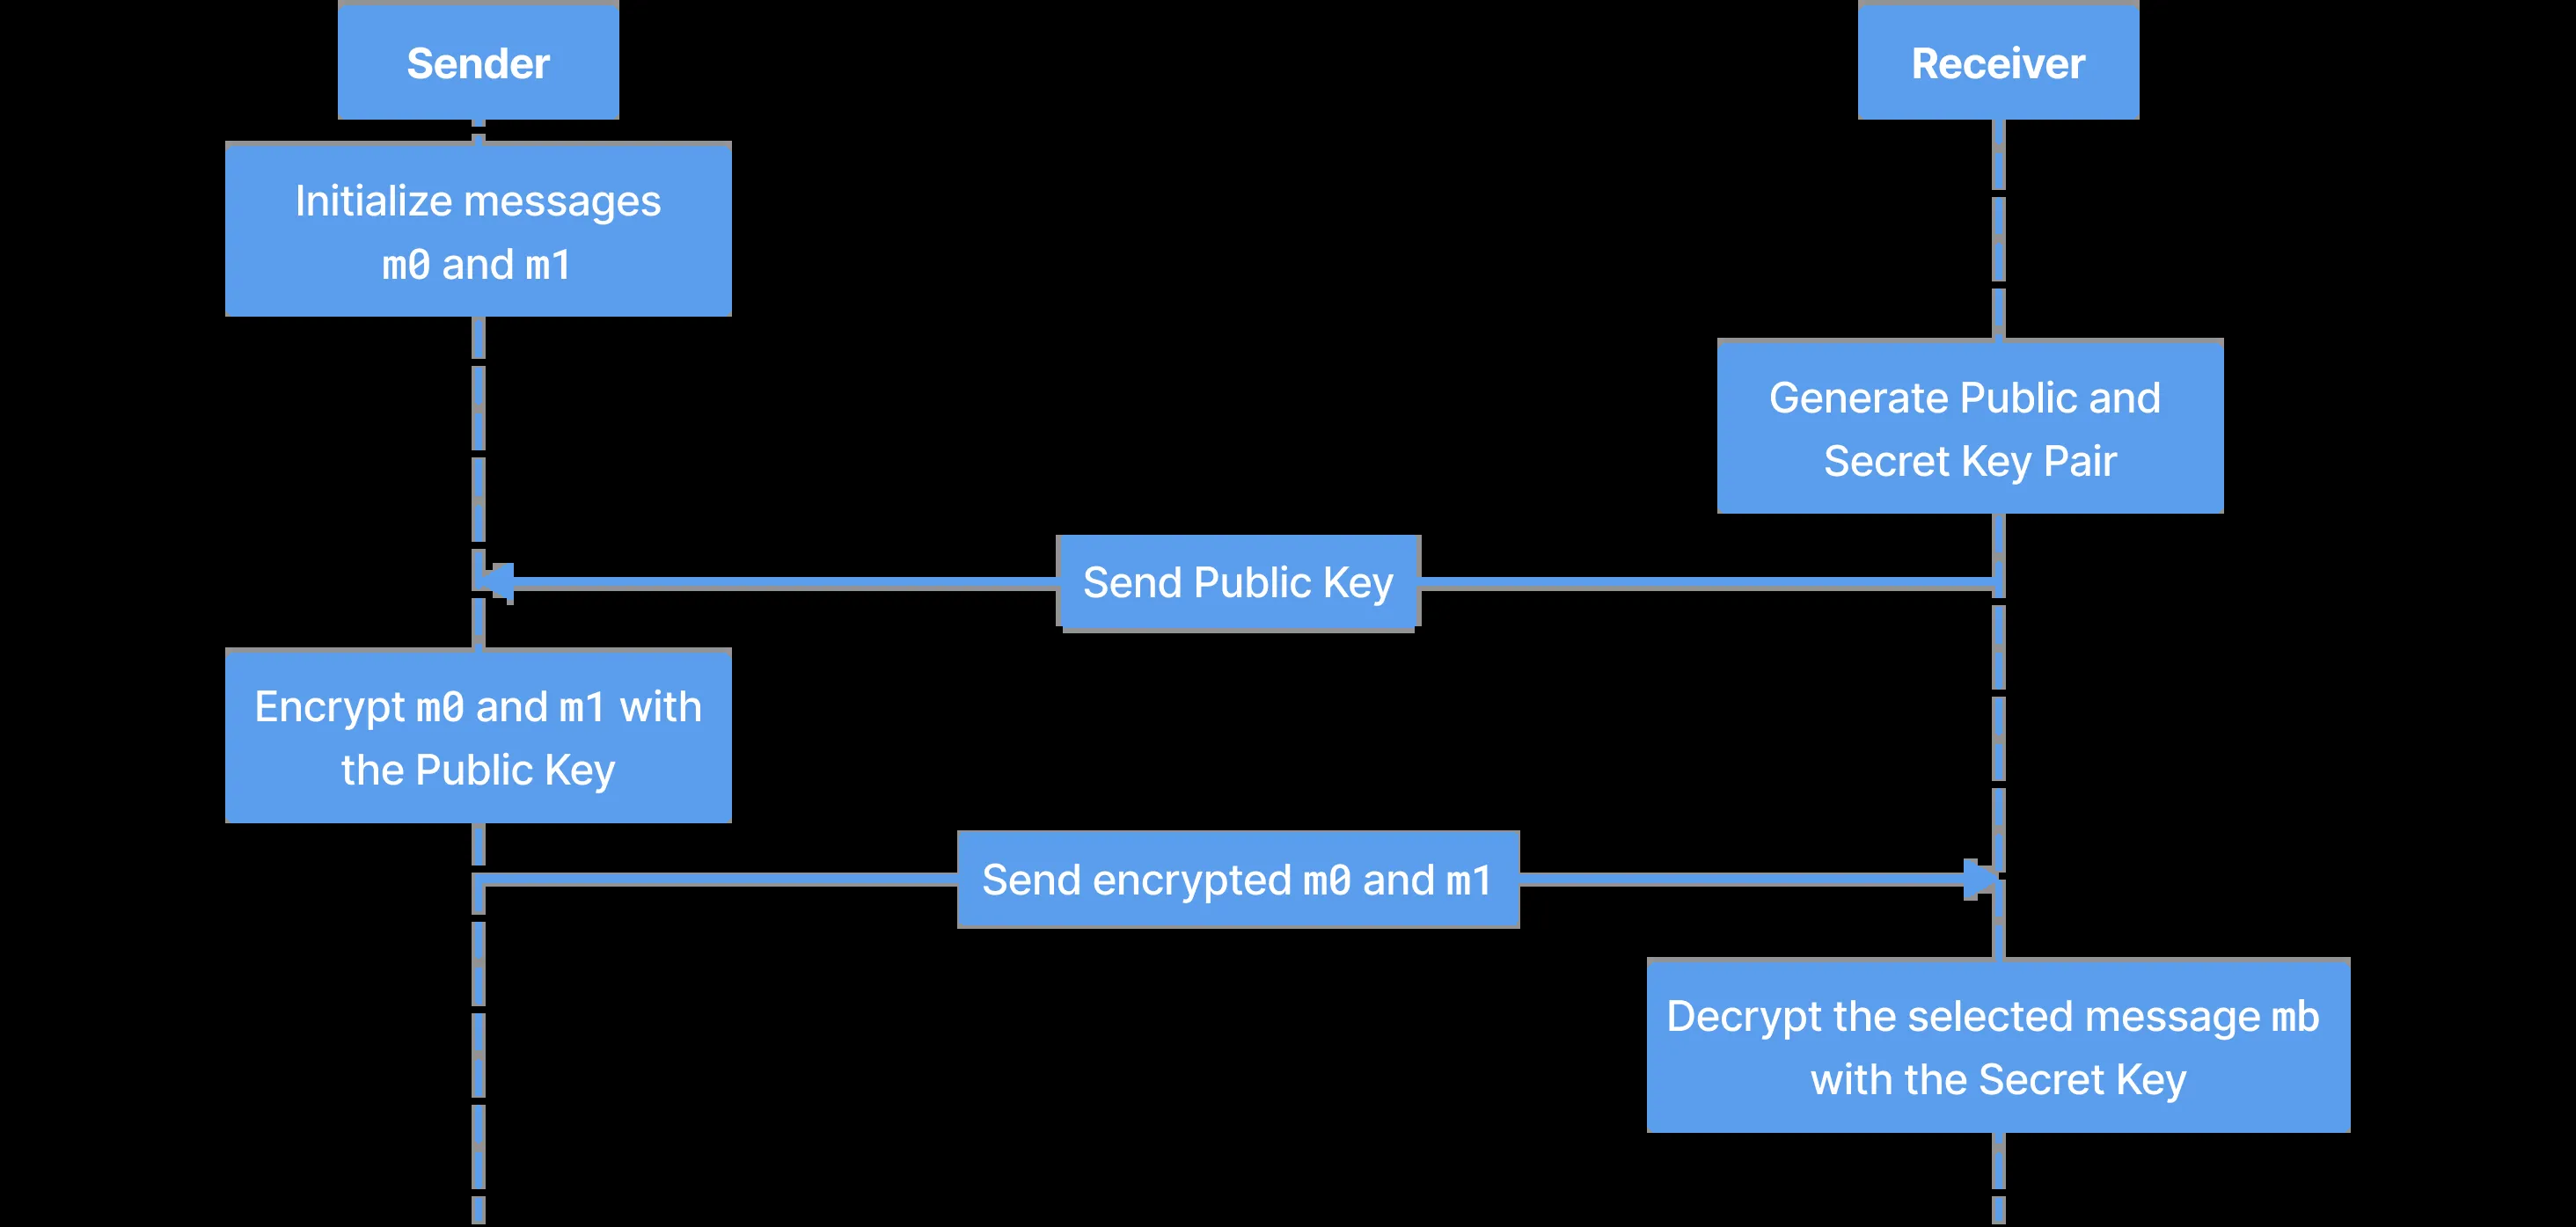 Sender
Receiver
Initialize messages
m0 and m1
Generate Public and
Secret Key Pair
Send Public Key
Encrypt m0 and m1 with
the Public Key
Send encrypted m0 and m1
Decrypt the selected message mb
with the Secret Key